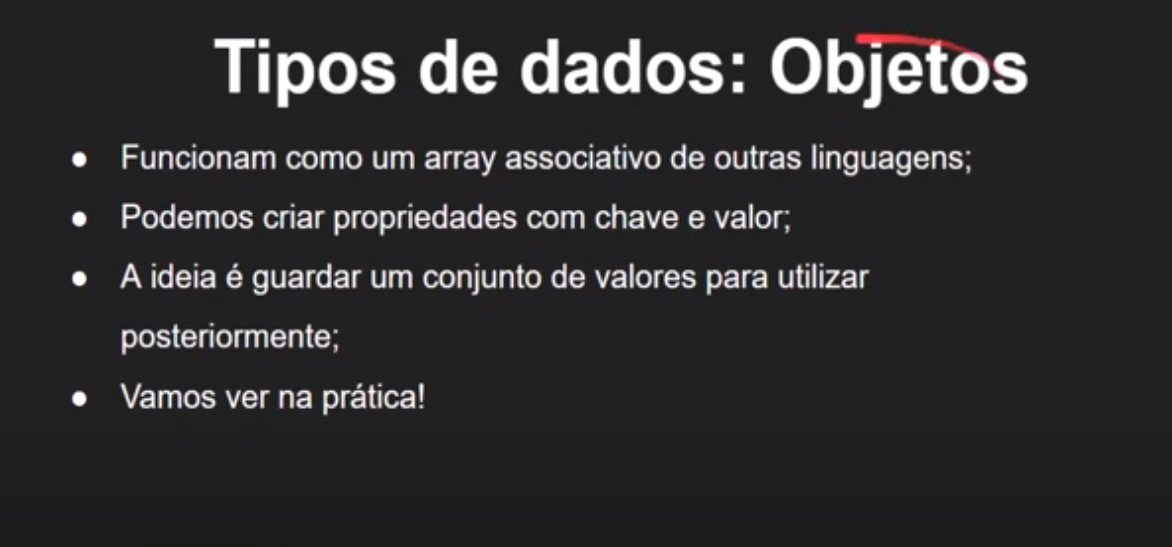 Tipos de dados: Objetos
● Funcionam como um array associativo de outras linguagens;
● Podemos criar propriedades com chave e valor;
● A ideia é guardar um conjunto de valores para utilizar
posteriormente;
● Vamos ver na prática!